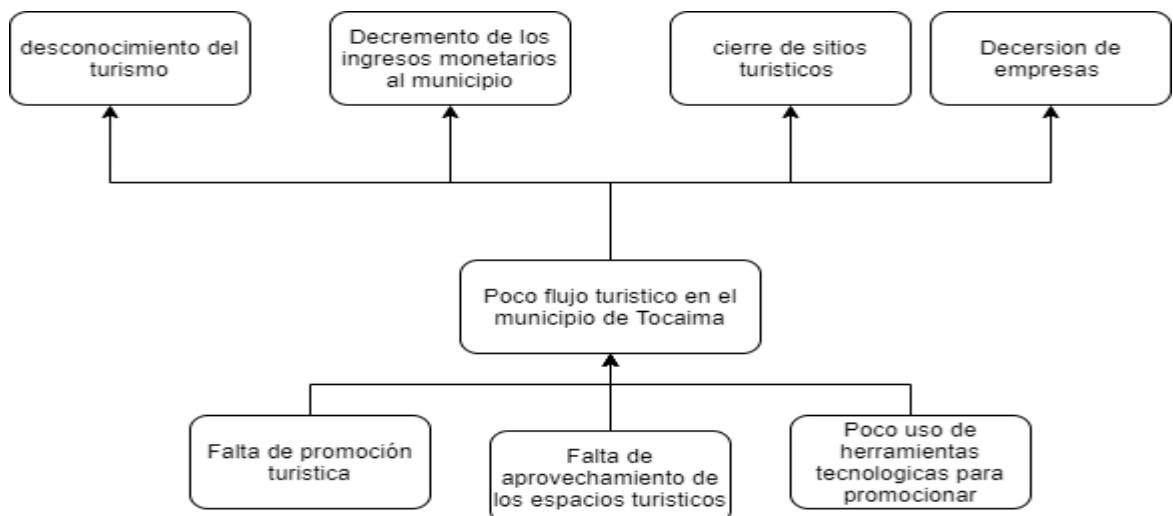 desconocimiento del
turismo
Decremento de los
ingresos monetarios
al municipio
cierre de sitios
turisticos
Decersion de
empresas
Poco flujo turistico en el
municipio de Tocaima
Falta de promoción
turistica
Falta de
aprovechamiento de
los espacios turisticos
Poco uso de
herramientas
tecnologicas para
promocionar